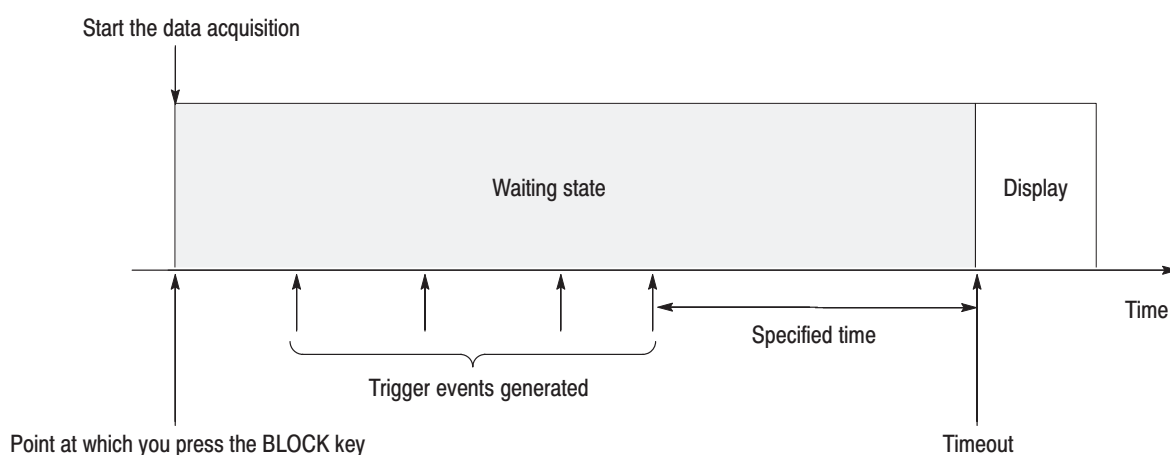 Start the data acquisition
Waiting state
Display
Time
Specified time
Trigger events generated
Point at which you press the BLOCK key
Timeout